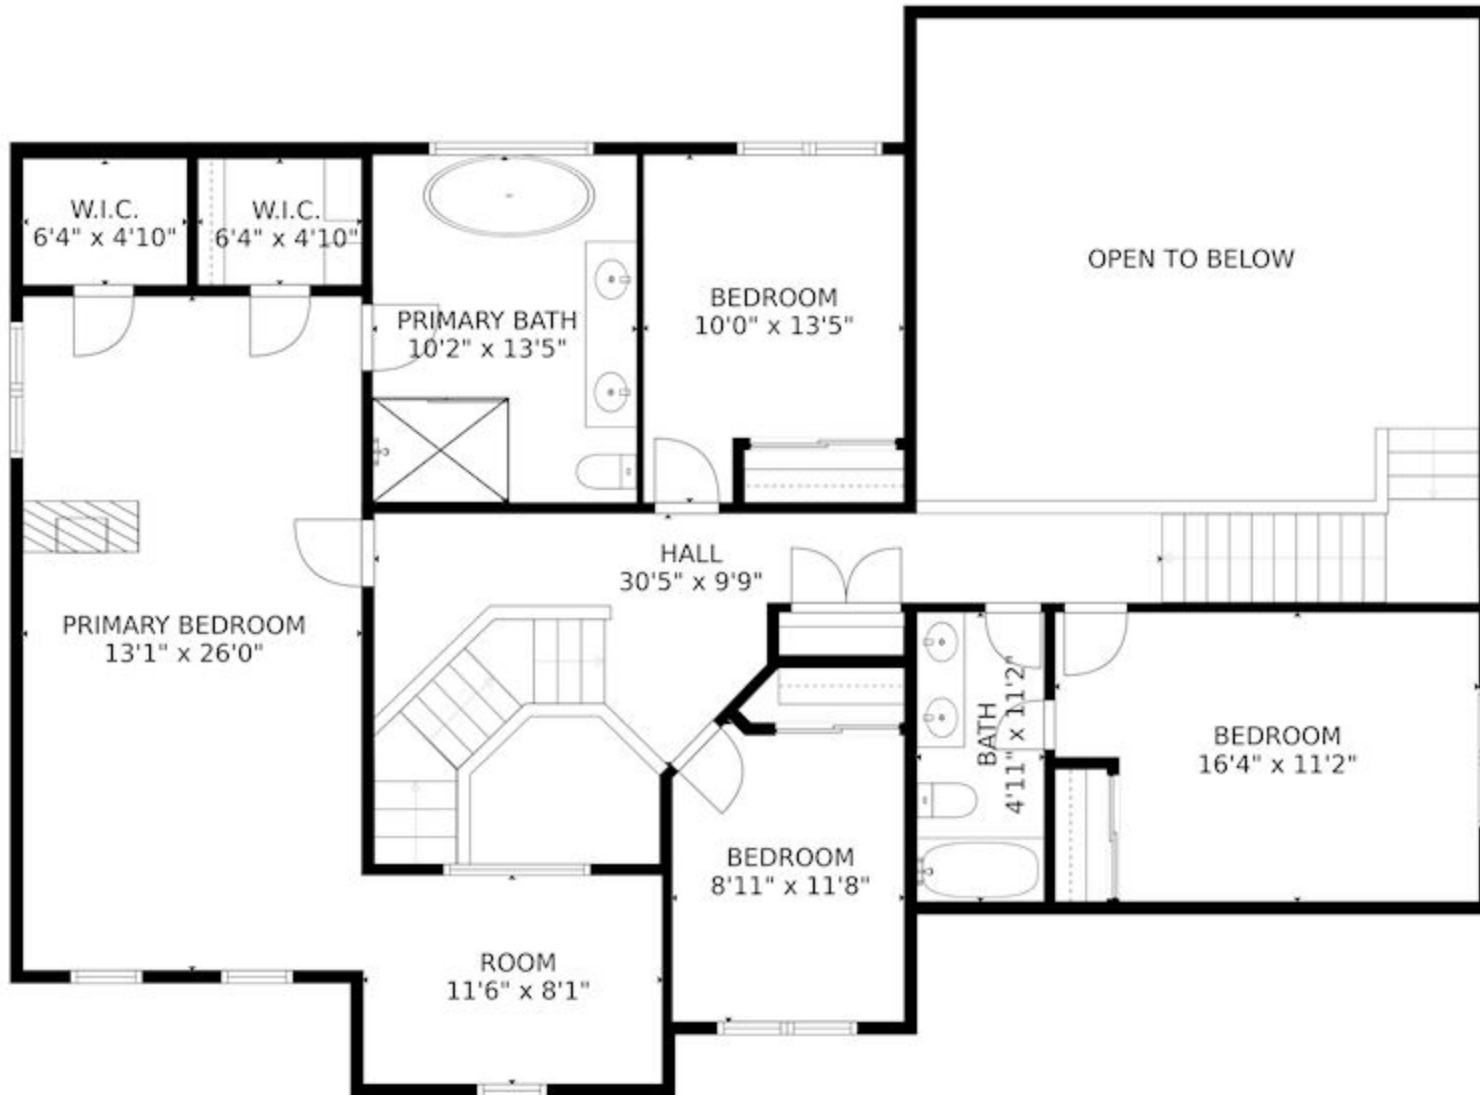 W.I.C.
6'4" x 4'10"
W.I.C.
6'4" x 4'10"
PRIMARY BATH
10'2" x 13'5"
BEDROOM
10'0" x 13'5"
OPEN TO BELOW
HALL
30'5" x 9'9"
PRIMARY BEDROOM
13'1" x 26'0"
BATH
4'11" x 11'2"
BEDROOM
16'4" x 11'2"
BEDROOM
8'11" x 11'8"
ROOM
11'6" x 8'1"